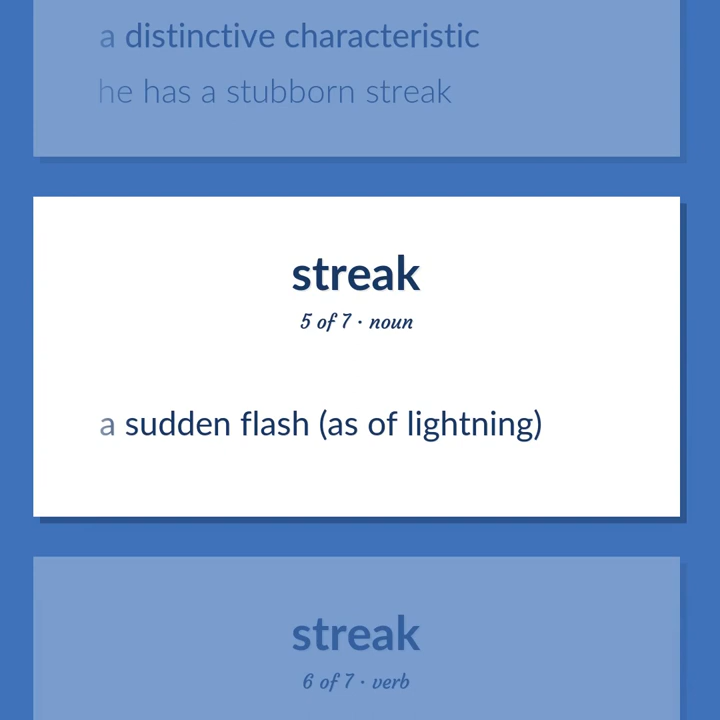 a distinctive characteristic
he has a stubborn streak
streak
5 of 7 · noun
a sudden flash (as of lightning)
streak
6 of 7 · verb